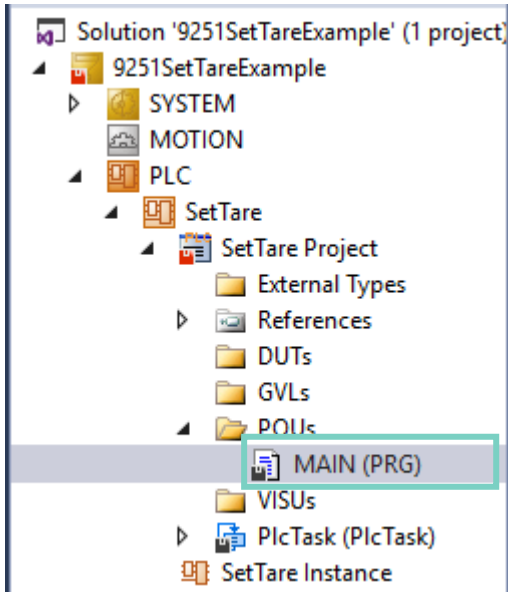 Solution '9251SetTareExample' (1 project)
9251SetTareExample
SYSTEM
MOTION
PLC
SetTare
SetTare Project
External Types
References
DUTs
GVLs
POUs
MAIN (PRG)
VISUs
PlcTask (PlcTask)
SetTare Instance